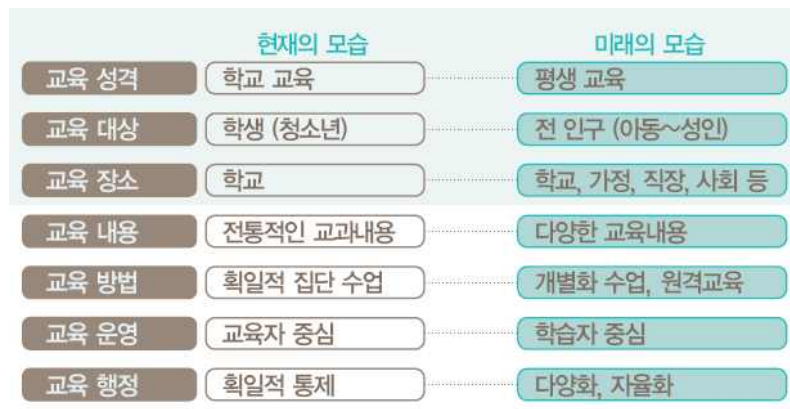 현재의 모습 미래의 모습
교육 성격 학교 교육 평생 교육
교육 대상 학생 (청소년) 전 인구 (아동~성인)
교육 장소 학교 학교, 가정, 직장, 사회 등
교육 내용 전통적인 교과내용 다양한 교육내용
교육 방법 획일적 집단 수업 개별화 수업, 원격교육
교육 운영 교육자 중심 학습자 중심
교육 행정 획일적 통제 다양화, 자율화